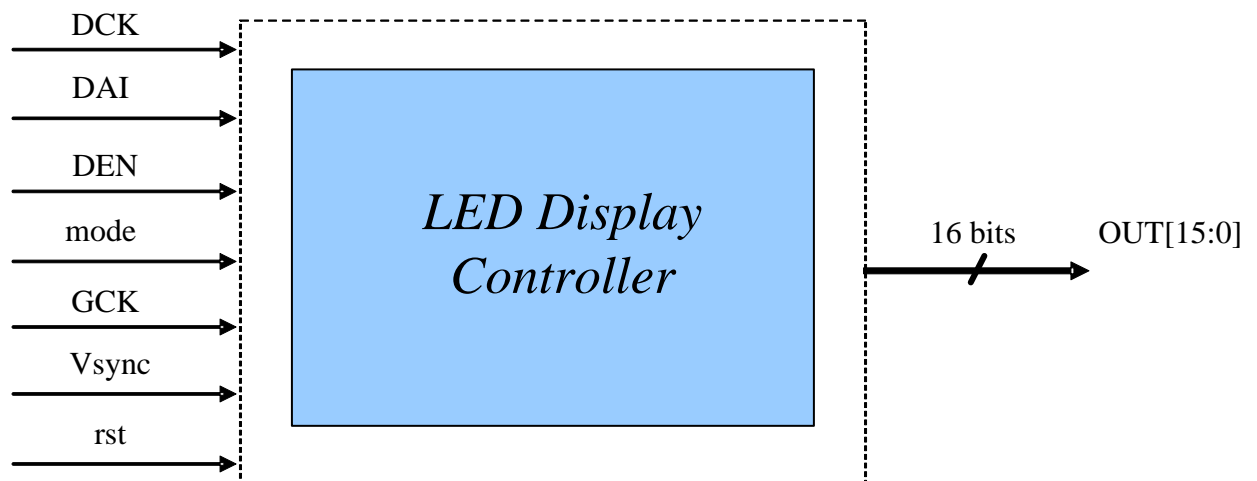 DCK
DAI
DEN
mode
GCK
Vsync
rst
LED Display
Controller
16 bits
OUT[15:0]